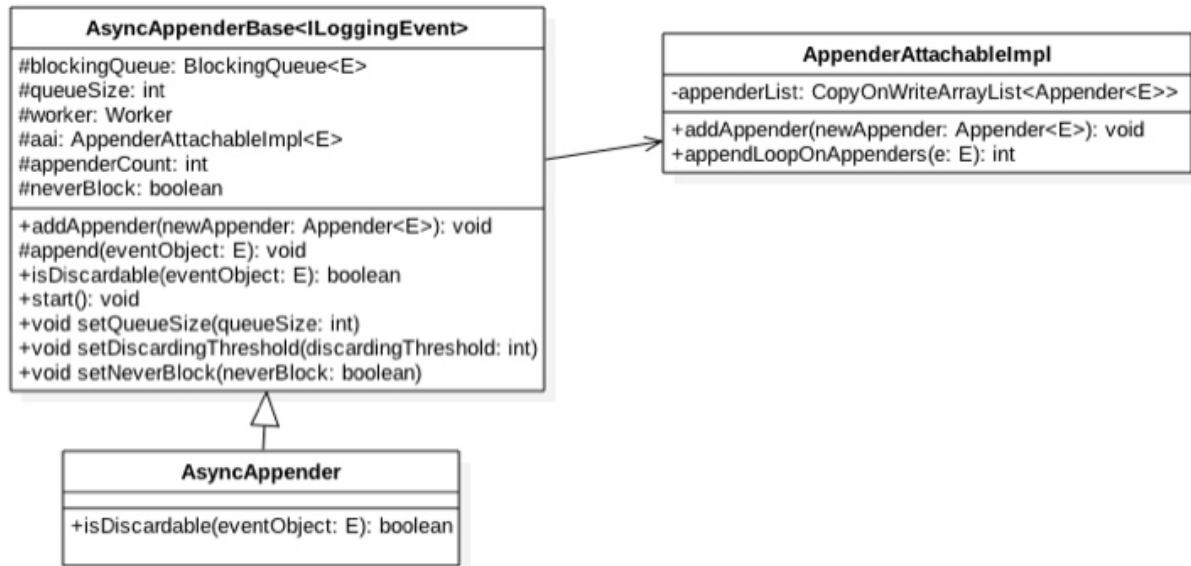 AsyncAppenderBase<ILoggingEvent>
#blockingQueue: BlockingQueue<E>
#queueSize: int
#worker: Worker
#aai: AppenderAttachableImpl<E>
#appenderCount: int
#neverBlock: boolean
+addAppender(newAppender: Appender<E>): void
#append(eventObject: E): void
+isDiscardable(eventObject: E): boolean
+start(): void
+void setQueueSize(queueSize: int)
+void setDiscardingThreshold(discardingThreshold: int)
+void setNeverBlock(neverBlock: boolean)
AppenderAttachableImpl
-appenderList: CopyOnWriteArrayList<Appender<E>>
+addAppender(newAppender: Appender<E>): void
+appendLoopOnAppenders(e: E): int
AsyncAppender
+isDiscardable(eventObject: E): boolean